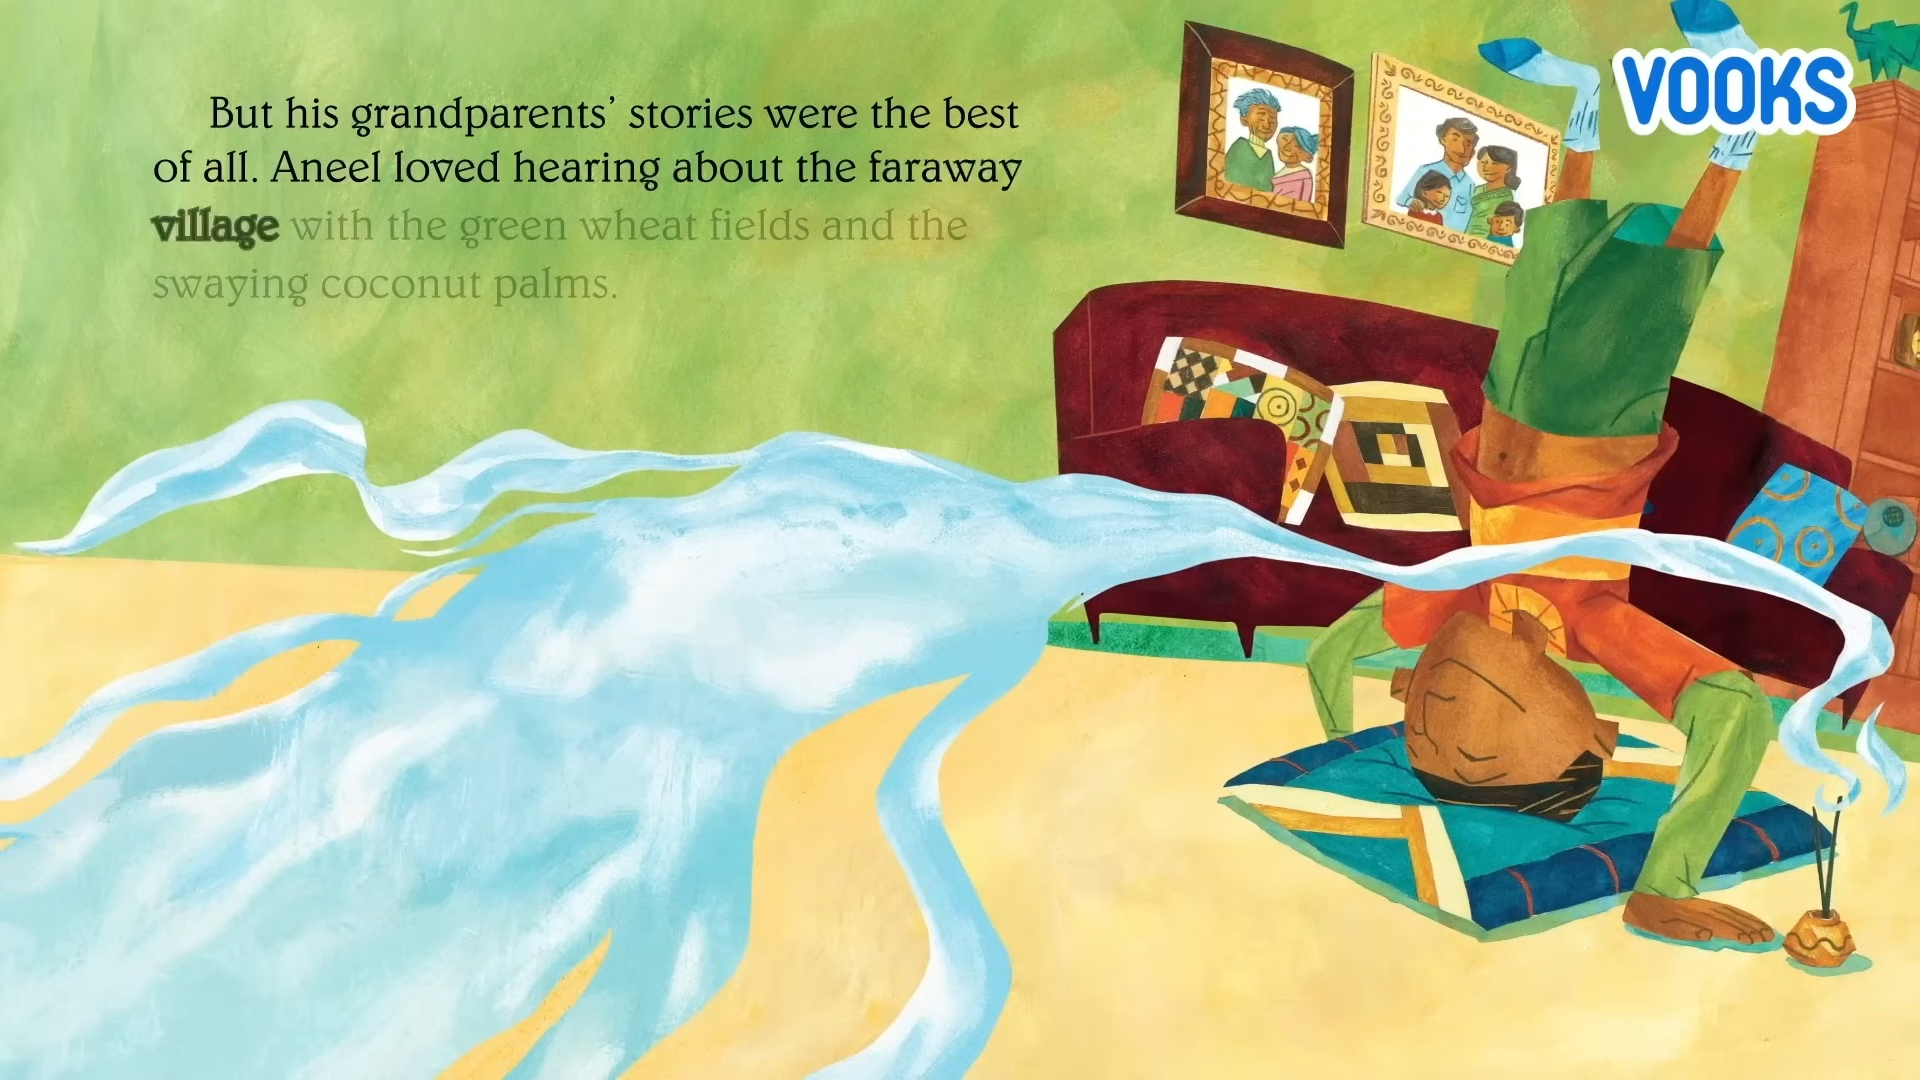 But his grandparents’ stories were the best
of all. Aneel loved hearing about the faraway
village with the green wheat fields and the
swaying coconut palms.
VOOKS